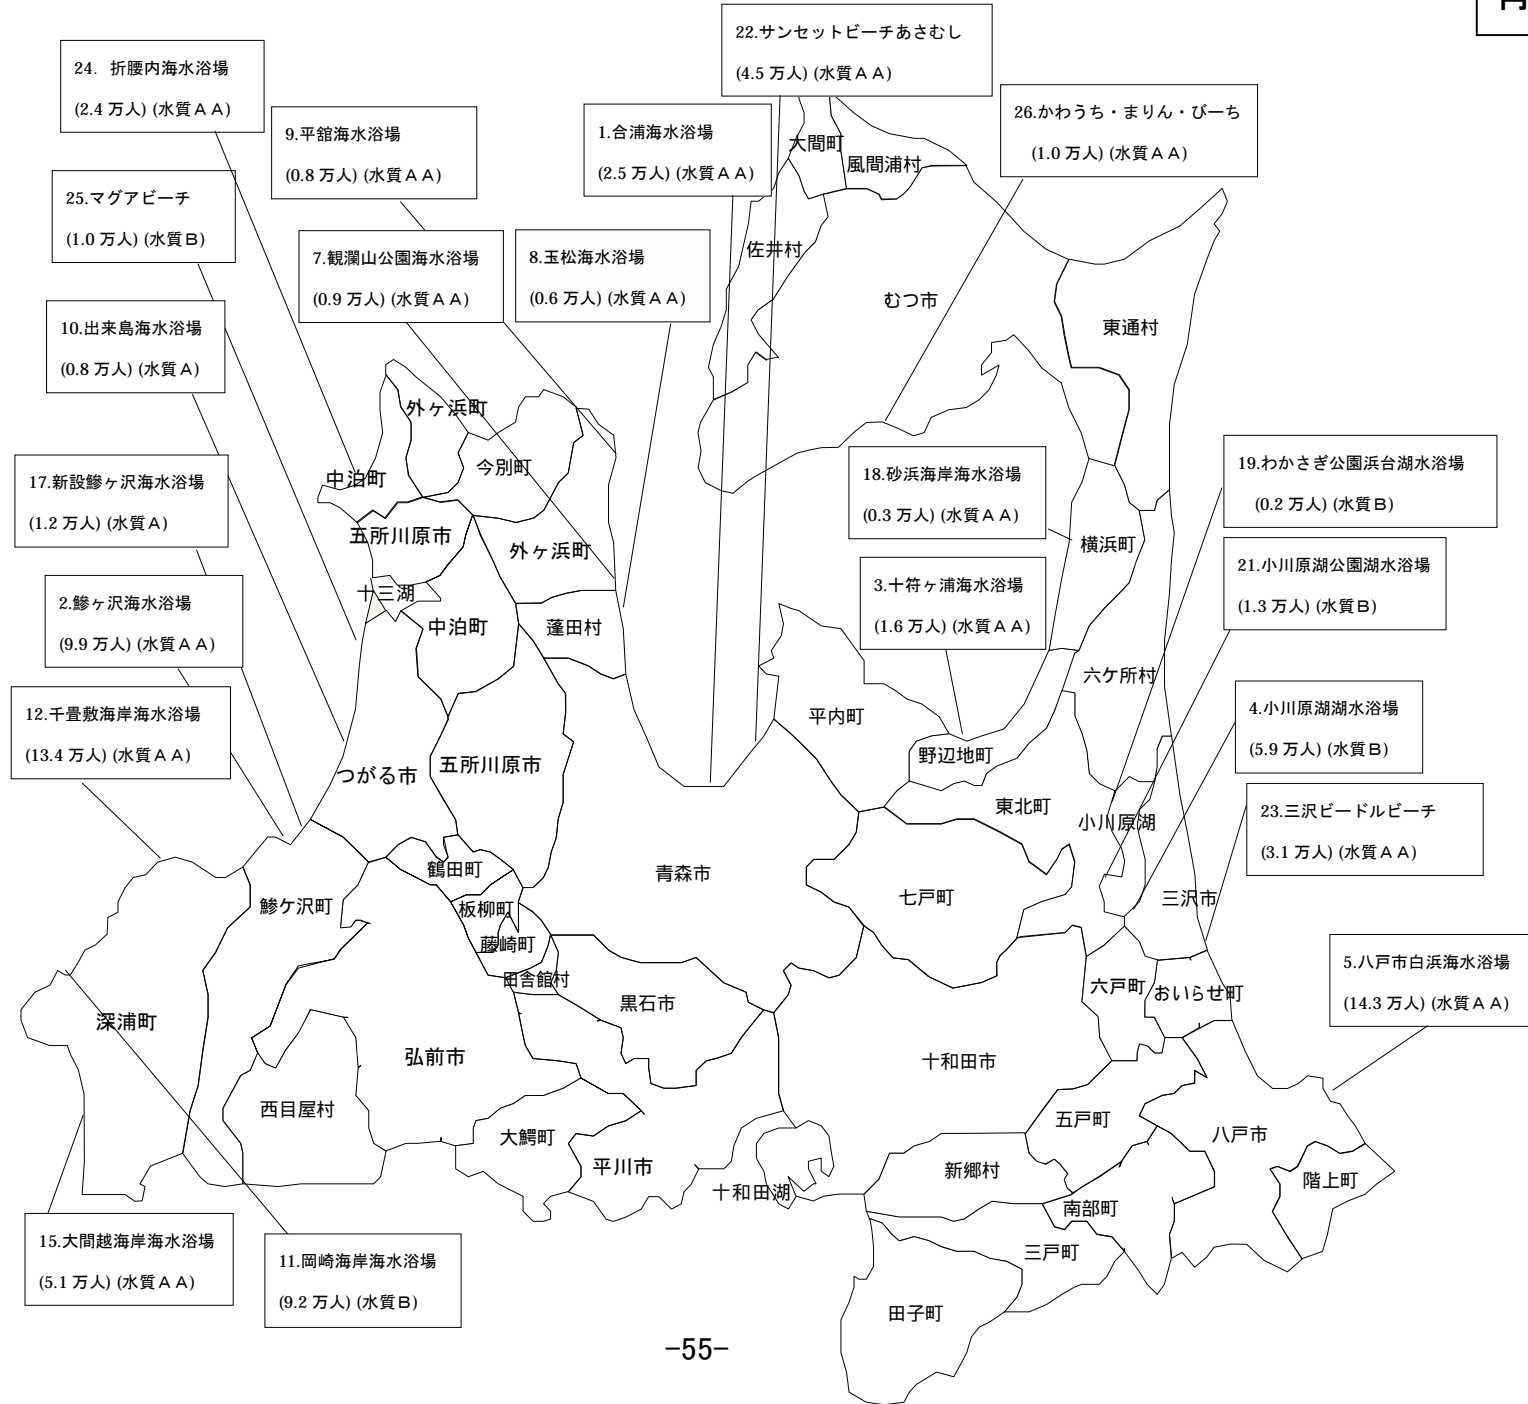 22.サンセットビーチあさむし
(4.5 万人) (水質ＡＡ)
24. 折腰内海水浴場
(2.4 万人) (水質ＡＡ)
9.平舘海水浴場
(0.8 万人) (水質ＡＡ)
1.合浦海水浴場
(2.5 万人) (水質ＡＡ)
26.かわうち・まりん・びーち
(1.0 万人) (水質ＡＡ)
25.マグアビーチ
(1.0 万人) (水質Ｂ)
7.観瀾山公園海水浴場
(0.9 万人) (水質ＡＡ)
8.玉松海水浴場
(0.6 万人) (水質ＡＡ)
10.出来島海水浴場
(0.8 万人) (水質Ａ)
17.新設鰺ヶ沢海水浴場
(1.2 万人) (水質Ａ)
2.鰺ヶ沢海水浴場
(9.9 万人) (水質ＡＡ)
12.千畳敷海岸海水浴場
(13.4 万人) (水質ＡＡ)
18.砂浜海岸海水浴場
(0.3 万人) (水質ＡＡ)
3.十符ヶ浦海水浴場
(1.6 万人) (水質ＡＡ)
19.わかさぎ公園浜台湖水浴場
(0.2 万人) (水質Ｂ)
21.小川原湖公園湖水浴場
(1.3 万人) (水質Ｂ)
4.小川原湖湖水浴場
(5.9 万人) (水質Ｂ)
23.三沢ビードルビーチ
(3.1 万人) (水質ＡＡ)
5.八戸市白浜海水浴場
(14.3 万人) (水質ＡＡ)
15.大間越海岸海水浴場
(5.1 万人) (水質ＡＡ)
11.岡崎海岸海水浴場
(9.2 万人) (水質Ｂ)
大間町
風間浦村
佐井村
むつ市
東通村
外ヶ浜町
今別町
中泊町
五所川原市
外ヶ浜町
横浜町
十三湖
中泊町
蓬田村
六ケ所村
平内町
野辺地町
つがる市
五所川原市
東北町
小川原湖
鶴田町
青森市
七戸町
三沢市
鰺ケ沢町
板柳町
藤崎町
田舎館村
黒石市
六戸町
おいらせ町
深浦町
弘前市
十和田市
西目屋村
大鰐町
五戸町
八戸市
平川市
十和田湖
新郷村
階上町
南部町
三戸町
田子町
-55-